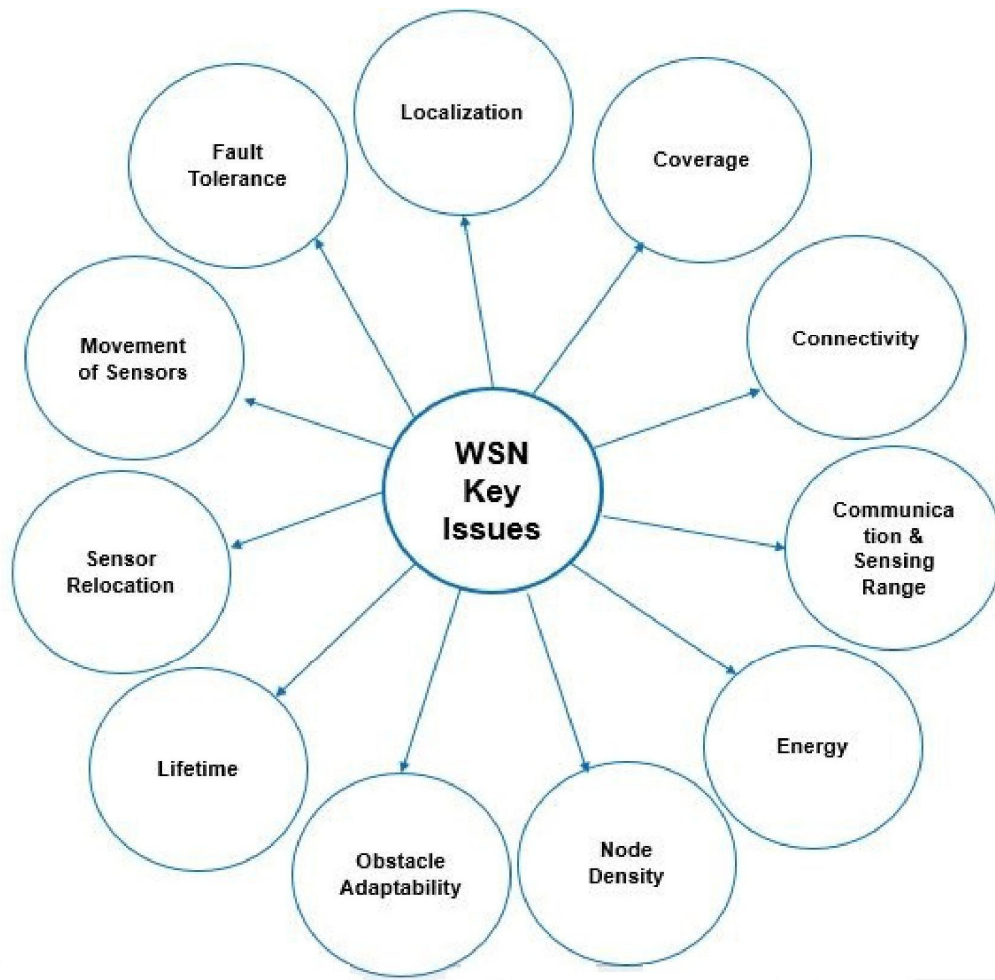 Localization
Fault
Tolerance
Coverage
Movement
of Sensors
Connectivity
WSN
Key
Issues
Communica
tion &
Sensing
Range
Sensor
Relocation
Energy
Lifetime
Obstacle
Adaptability
Node
Density